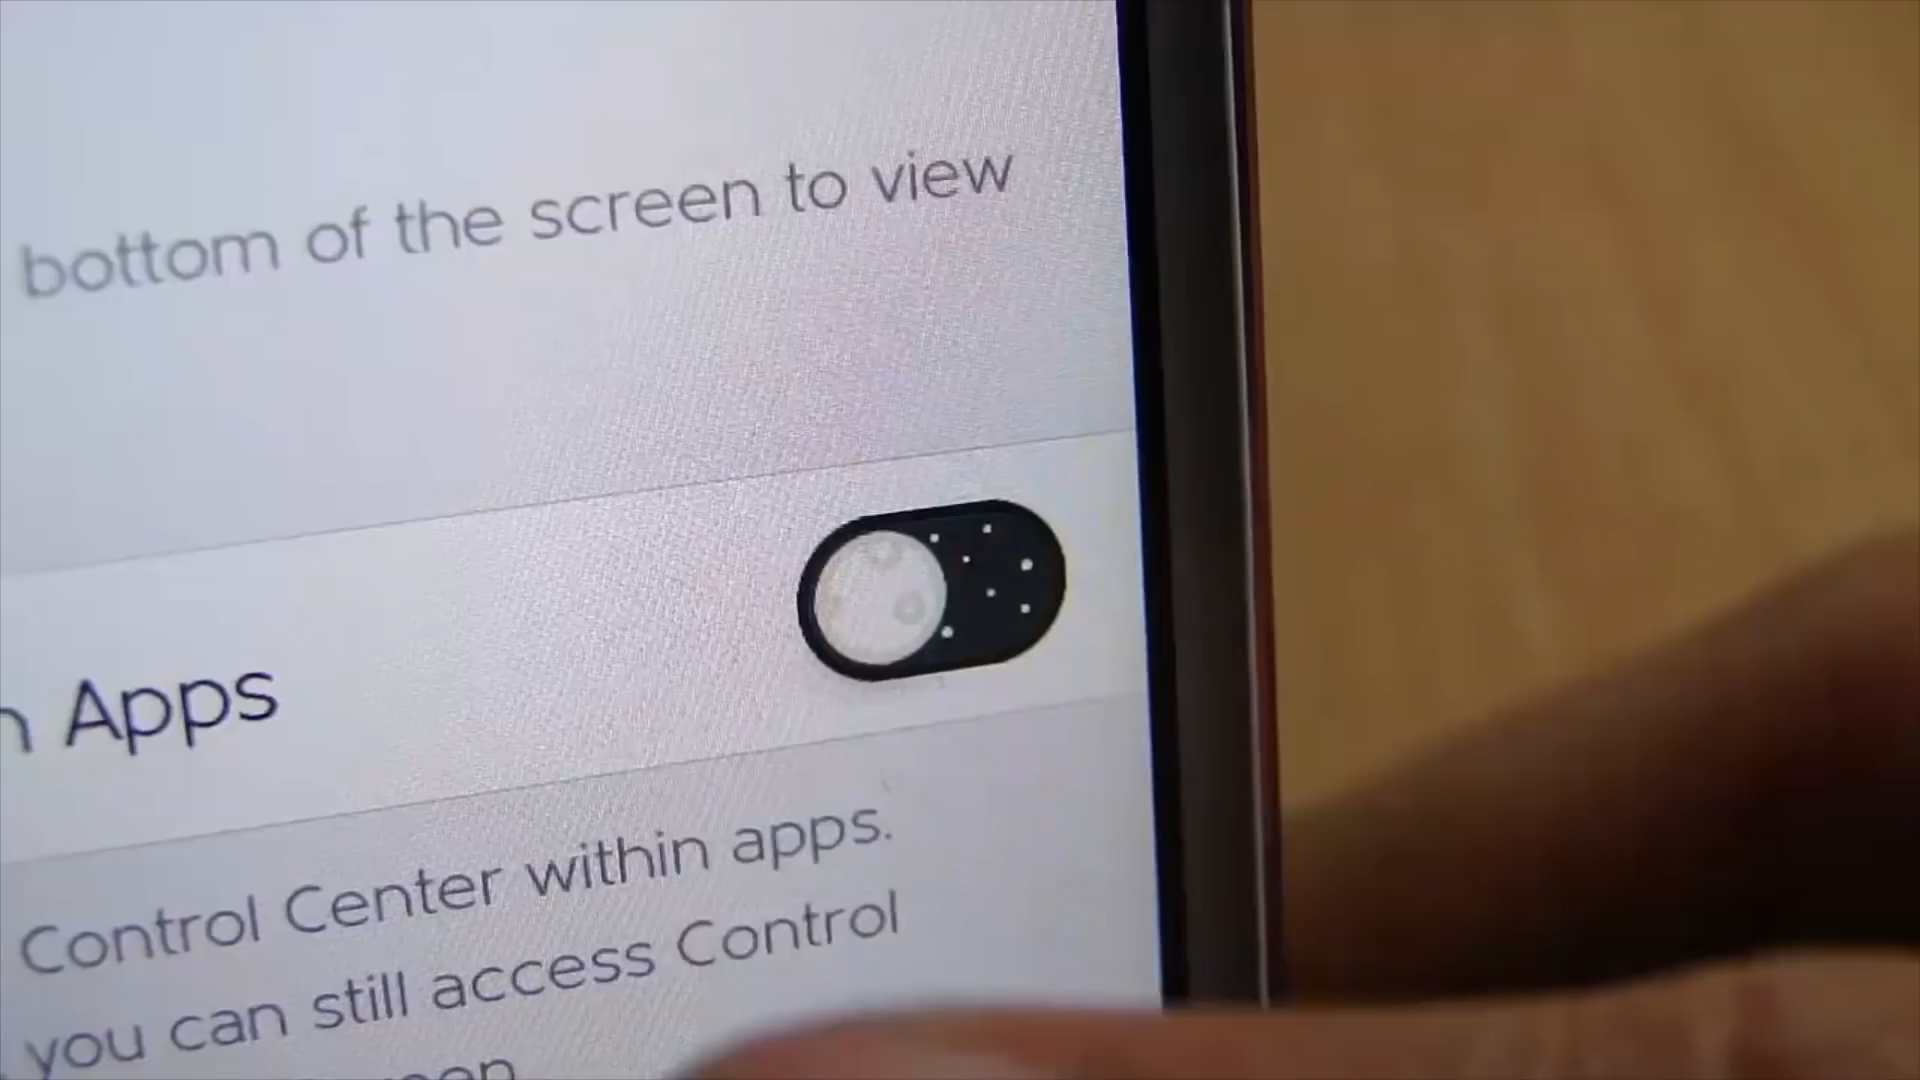 bottom of the screen to view
Apps
Control Center within apps.
you can still access Control